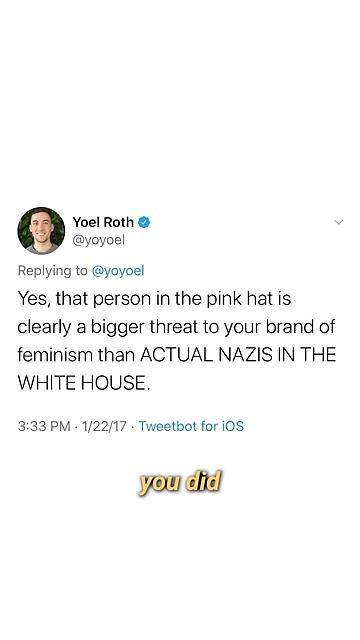 Yoel Roth
@yoyoel
Replying to @yoyoel
Yes, that person in the pink hat is
clearly a bigger threat to your brand of
feminism than ACTUAL NAZIS IN THE
WHITE HOUSE.
3:33 PM · 1/22/17 · Tweetbot for iOS
you did